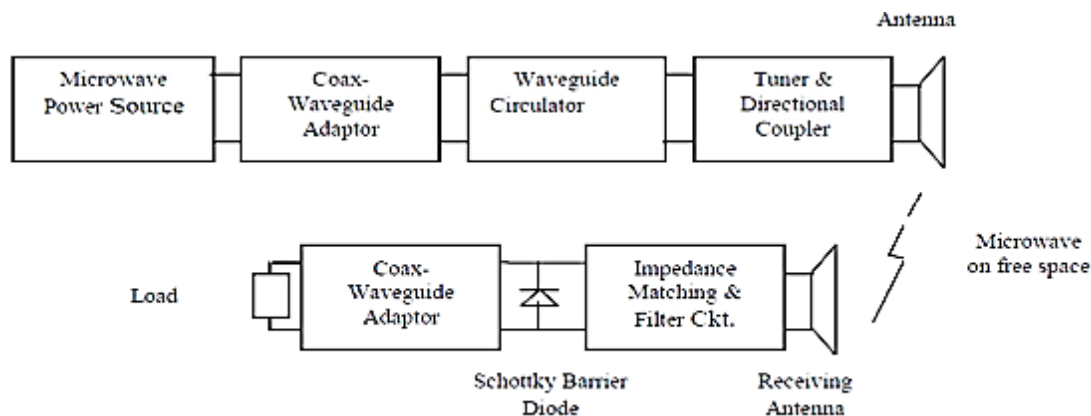 Antenna
Microwave
Power Source
Coax-
Waveguide
Adaptor
Waveguide
Circulator
Tuner &
Directional
Coupler
Microwave
on free space
Load
Coax-
Waveguide
Adaptor
Impedance
Matching &
Filter Ckt.
Schottky Barrier
Diode
Receiving
Antenna